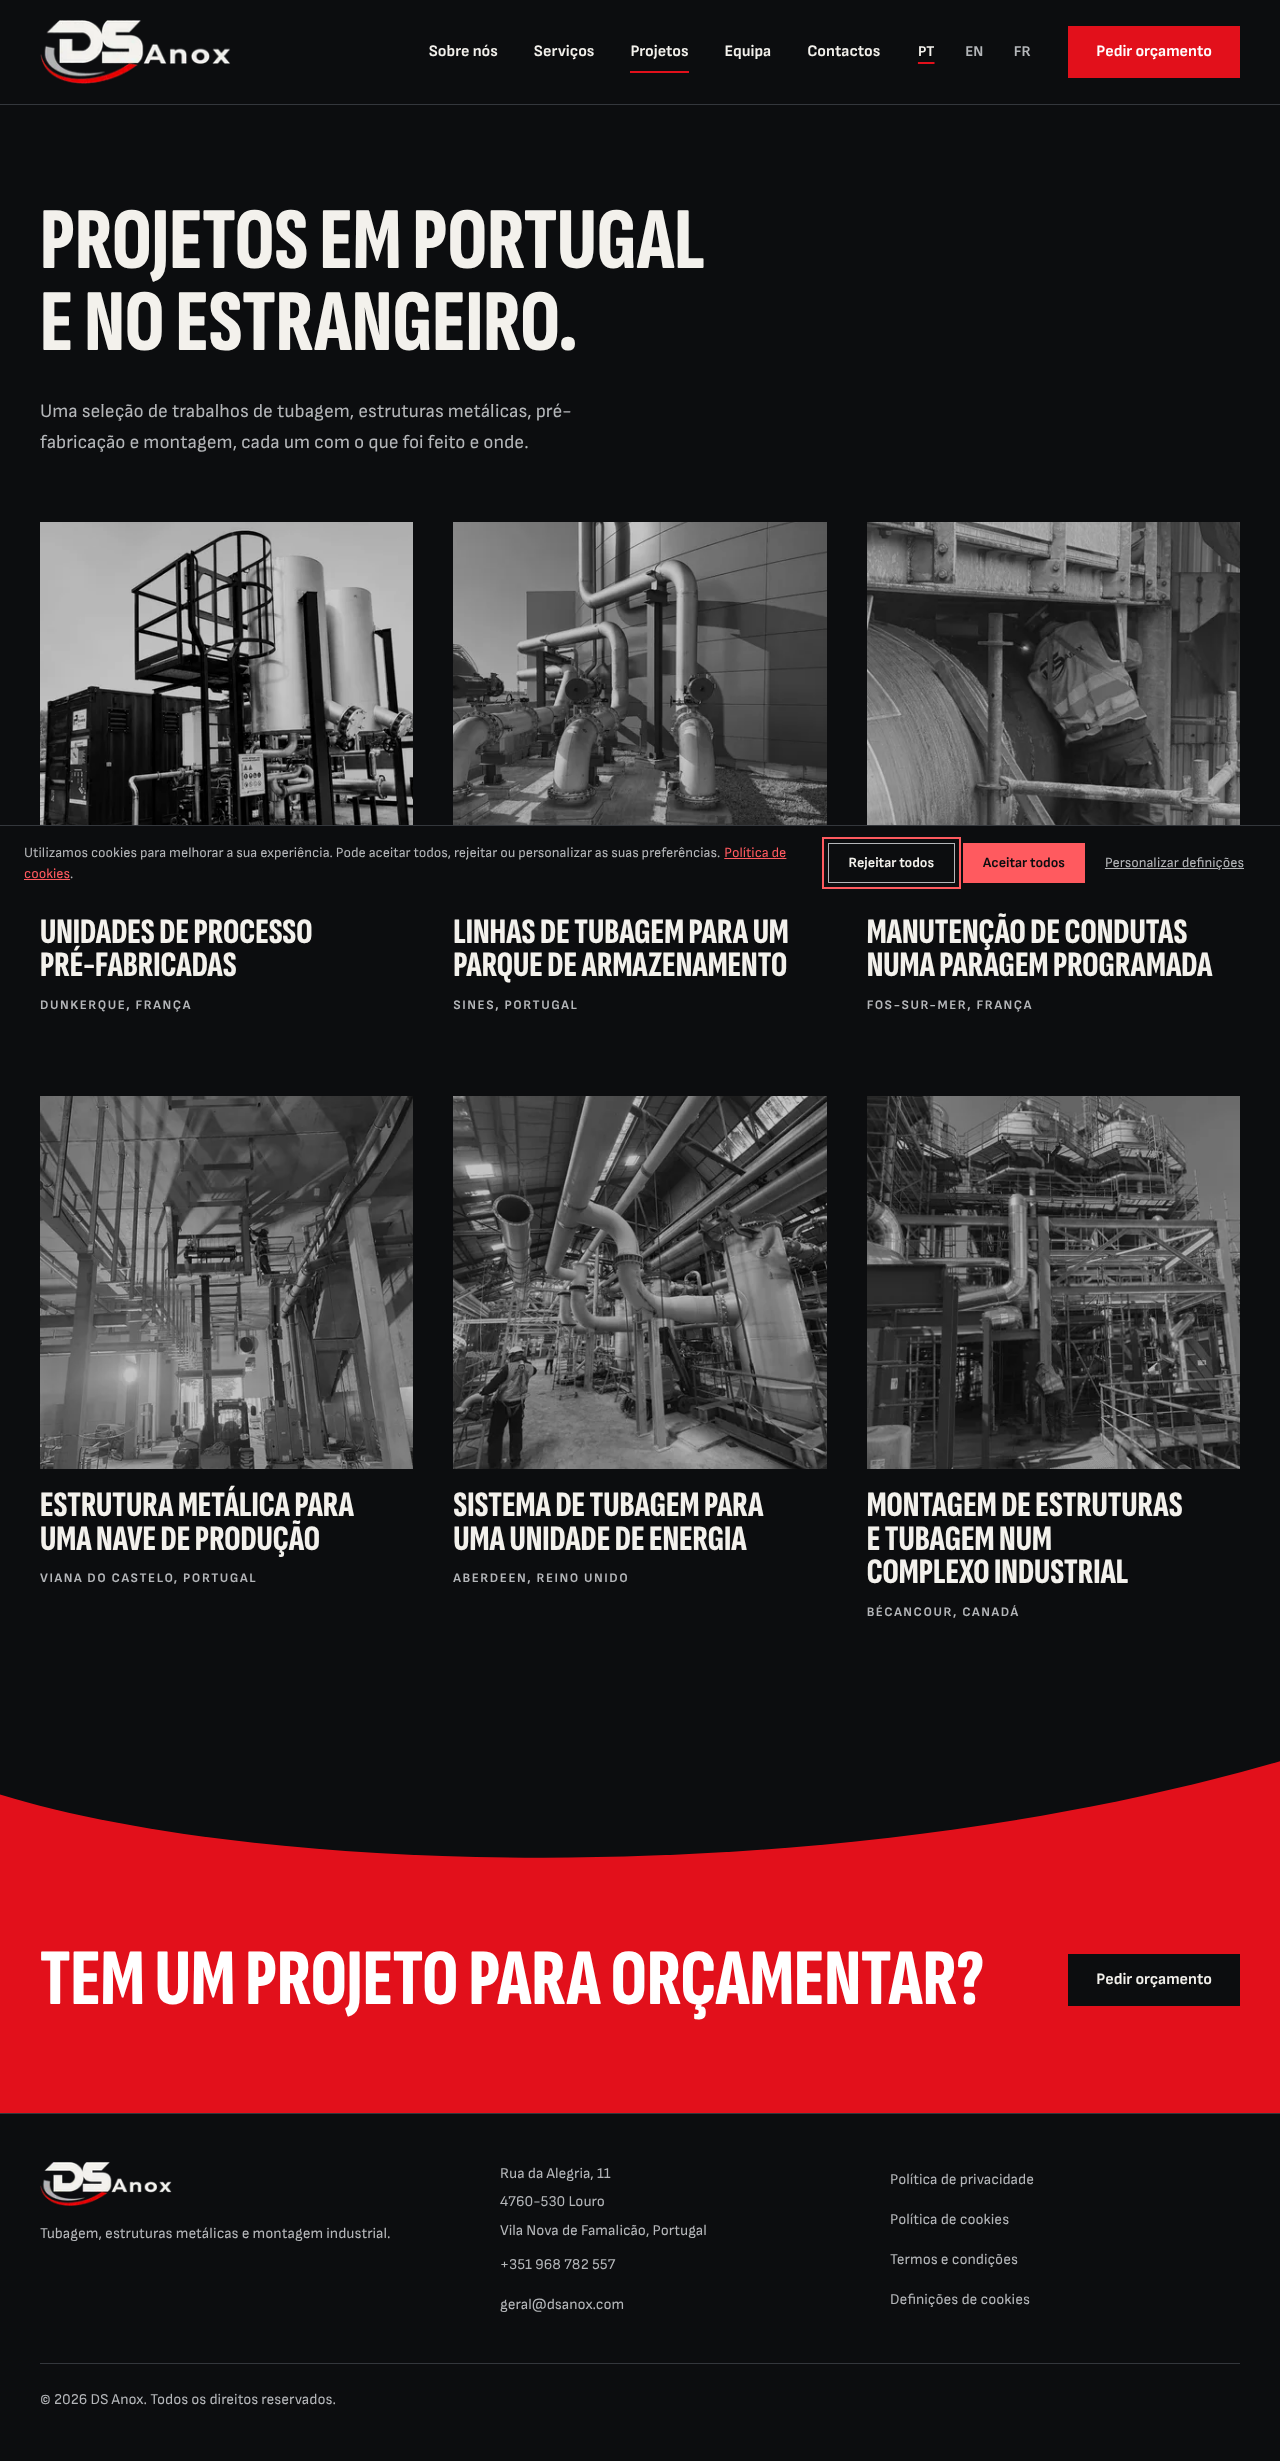 DS Anox
Sobre nós
Serviços
Projetos
Equipa
Contactos
PT
EN
FR
Pedir orçamento
PROJETOS EM PORTUGAL
E NO ESTRANGEIRO.
Uma seleção de trabalhos de tubagem, estruturas metálicas, pré-
fabricação e montagem, cada um com o que foi feito e onde.
Utilizamos cookies para melhorar a sua experiência. Pode aceitar todos, rejeitar ou personalizar as suas preferências. Política de
cookies.
Rejeitar todos
Aceitar todos
Personalizar definições
UNIDADES DE PROCESSO
PRÉ-FABRICADAS
DUNKERQUE, FRANÇA
LINHAS DE TUBAGEM PARA UM
PARQUE DE ARMAZENAMENTO
SINES, PORTUGAL
MANUTENÇÃO DE CONDUTAS
NUMA PARAGEM PROGRAMADA
FOS-SUR-MER, FRANÇA
ESTRUTURA METÁLICA PARA
UMA NAVE DE PRODUÇÃO
VIANA DO CASTELO, PORTUGAL
SISTEMA DE TUBAGEM PARA
UMA UNIDADE DE ENERGIA
ABERDEEN, REINO UNIDO
MONTAGEM DE ESTRUTURAS
E TUBAGEM NUM
COMPLEXO INDUSTRIAL
BÉCANCOUR, CANADÁ
TEM UM PROJETO PARA ORÇAMENTAR?
Pedir orçamento
DS Anox
Tubagem, estruturas metálicas e montagem industrial.
Rua da Alegria, 11
4760-530 Louro
Vila Nova de Famalicão, Portugal
+351 968 782 557
geral@dsanox.com
Política de privacidade
Política de cookies
Termos e condições
Definições de cookies
© 2026 DS Anox. Todos os direitos reservados.